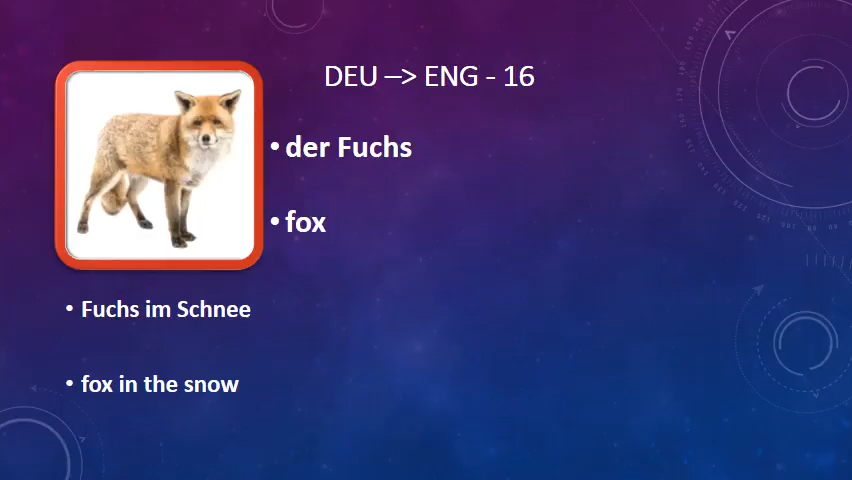 DEU –> ENG - 16
• der Fuchs
• fox
• Fuchs im Schnee
• fox in the snow